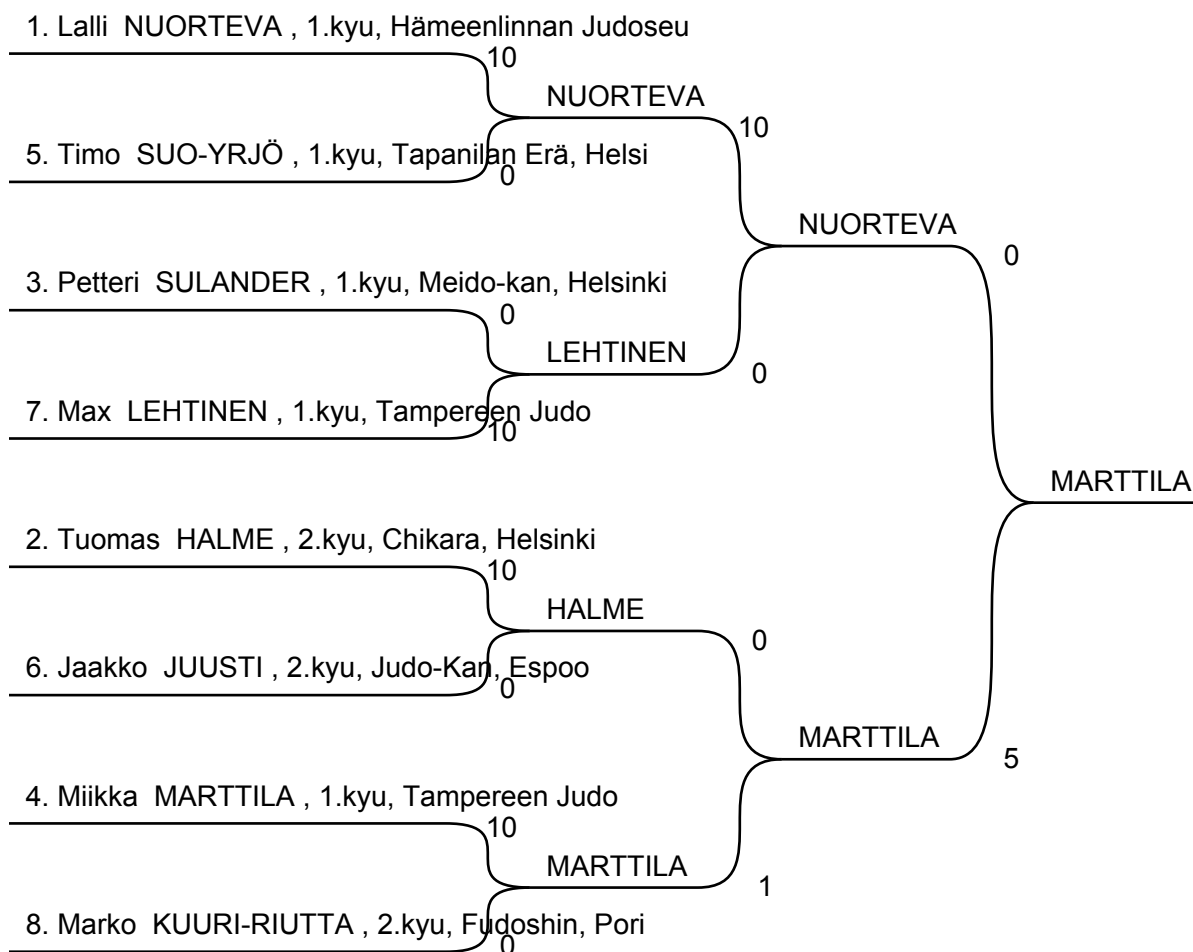 1. Lalli  NUORTEVA , 1.kyu, Hämeenlinnan Judoseu
10
NUORTEVA
10
5. Timo  SUO-YRJÖ , 1.kyu, Tapanilan Erä, Helsi
0
NUORTEVA
0
3. Petteri  SULANDER , 1.kyu, Meido-kan, Helsinki
0
LEHTINEN
0
7. Max  LEHTINEN , 1.kyu, Tampereen Judo
10
MARTTILA
2. Tuomas  HALME , 2.kyu, Chikara, Helsinki
10
HALME
0
6. Jaakko  JUUSTI , 2.kyu, Judo-Kan, Espoo
0
MARTTILA
5
4. Miikka  MARTTILA , 1.kyu, Tampereen Judo
10
MARTTILA
1
8. Marko  KUURI-RIUTTA , 2.kyu, Fudoshin, Pori
0